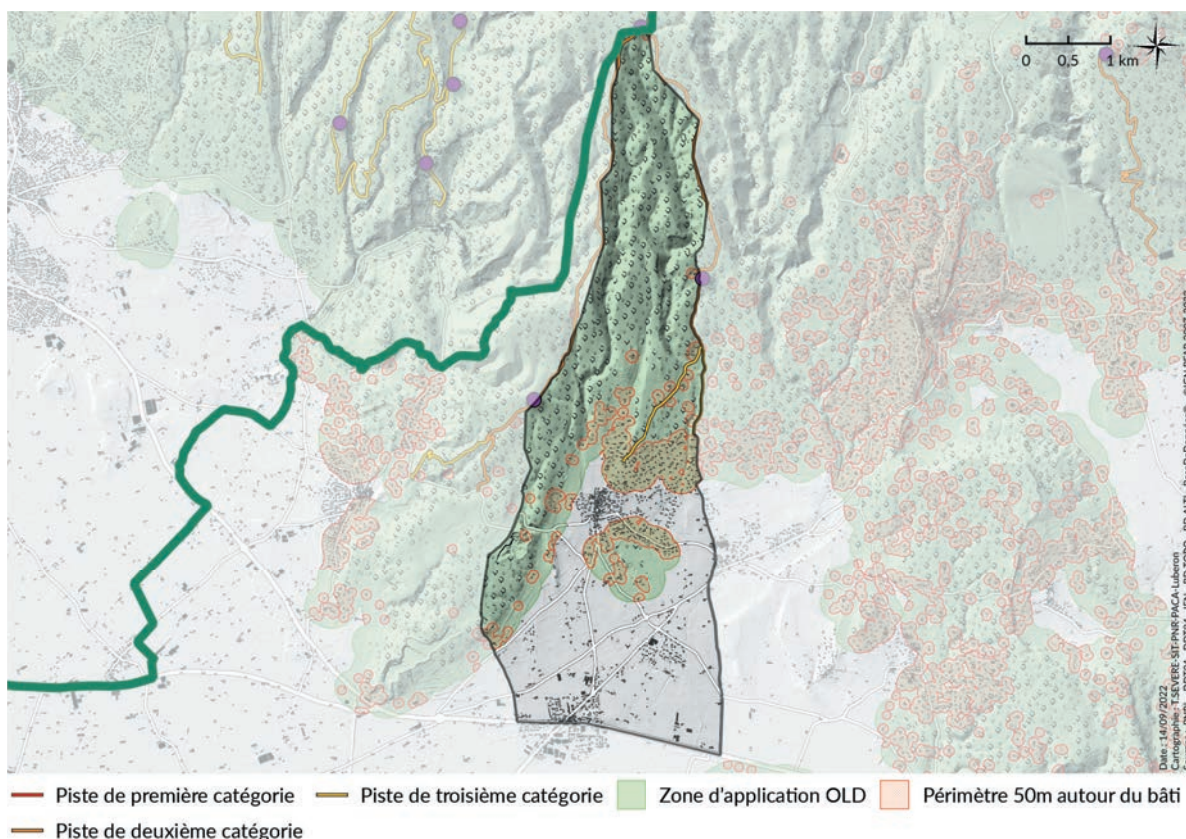 0 0,5 1 km
Date : 14/09/2022
Cartographie : T.SEVERE-SIT-PNR-PACA-Luberon
Piste de première catégorie
Piste de troisième catégorie
Zone d'application OLD
Périmètre 50m autour du bâti
Piste de deuxième catégorie